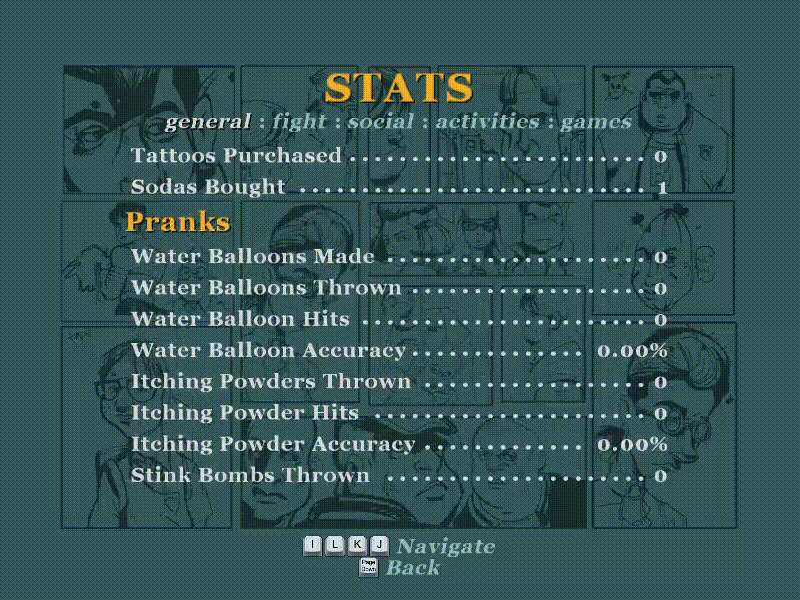 STATS
general : fight : social : activities : games
Tattoos Purchased ............................ 0
Sodas Bought ................................. 1
Pranks
Water Balloons Made ......................... 0
Water Balloons Thrown ....................... 0
Water Balloon Hits ........................... 0
Water Balloon Accuracy .............. 0.00%
Itching Powders Thrown ..................... 0
Itching Powder Hits .......................... 0
Itching Powder Accuracy ............. 0.00%
Stink Bombs Thrown ......................... 0
I L K J Navigate
Page Down Back